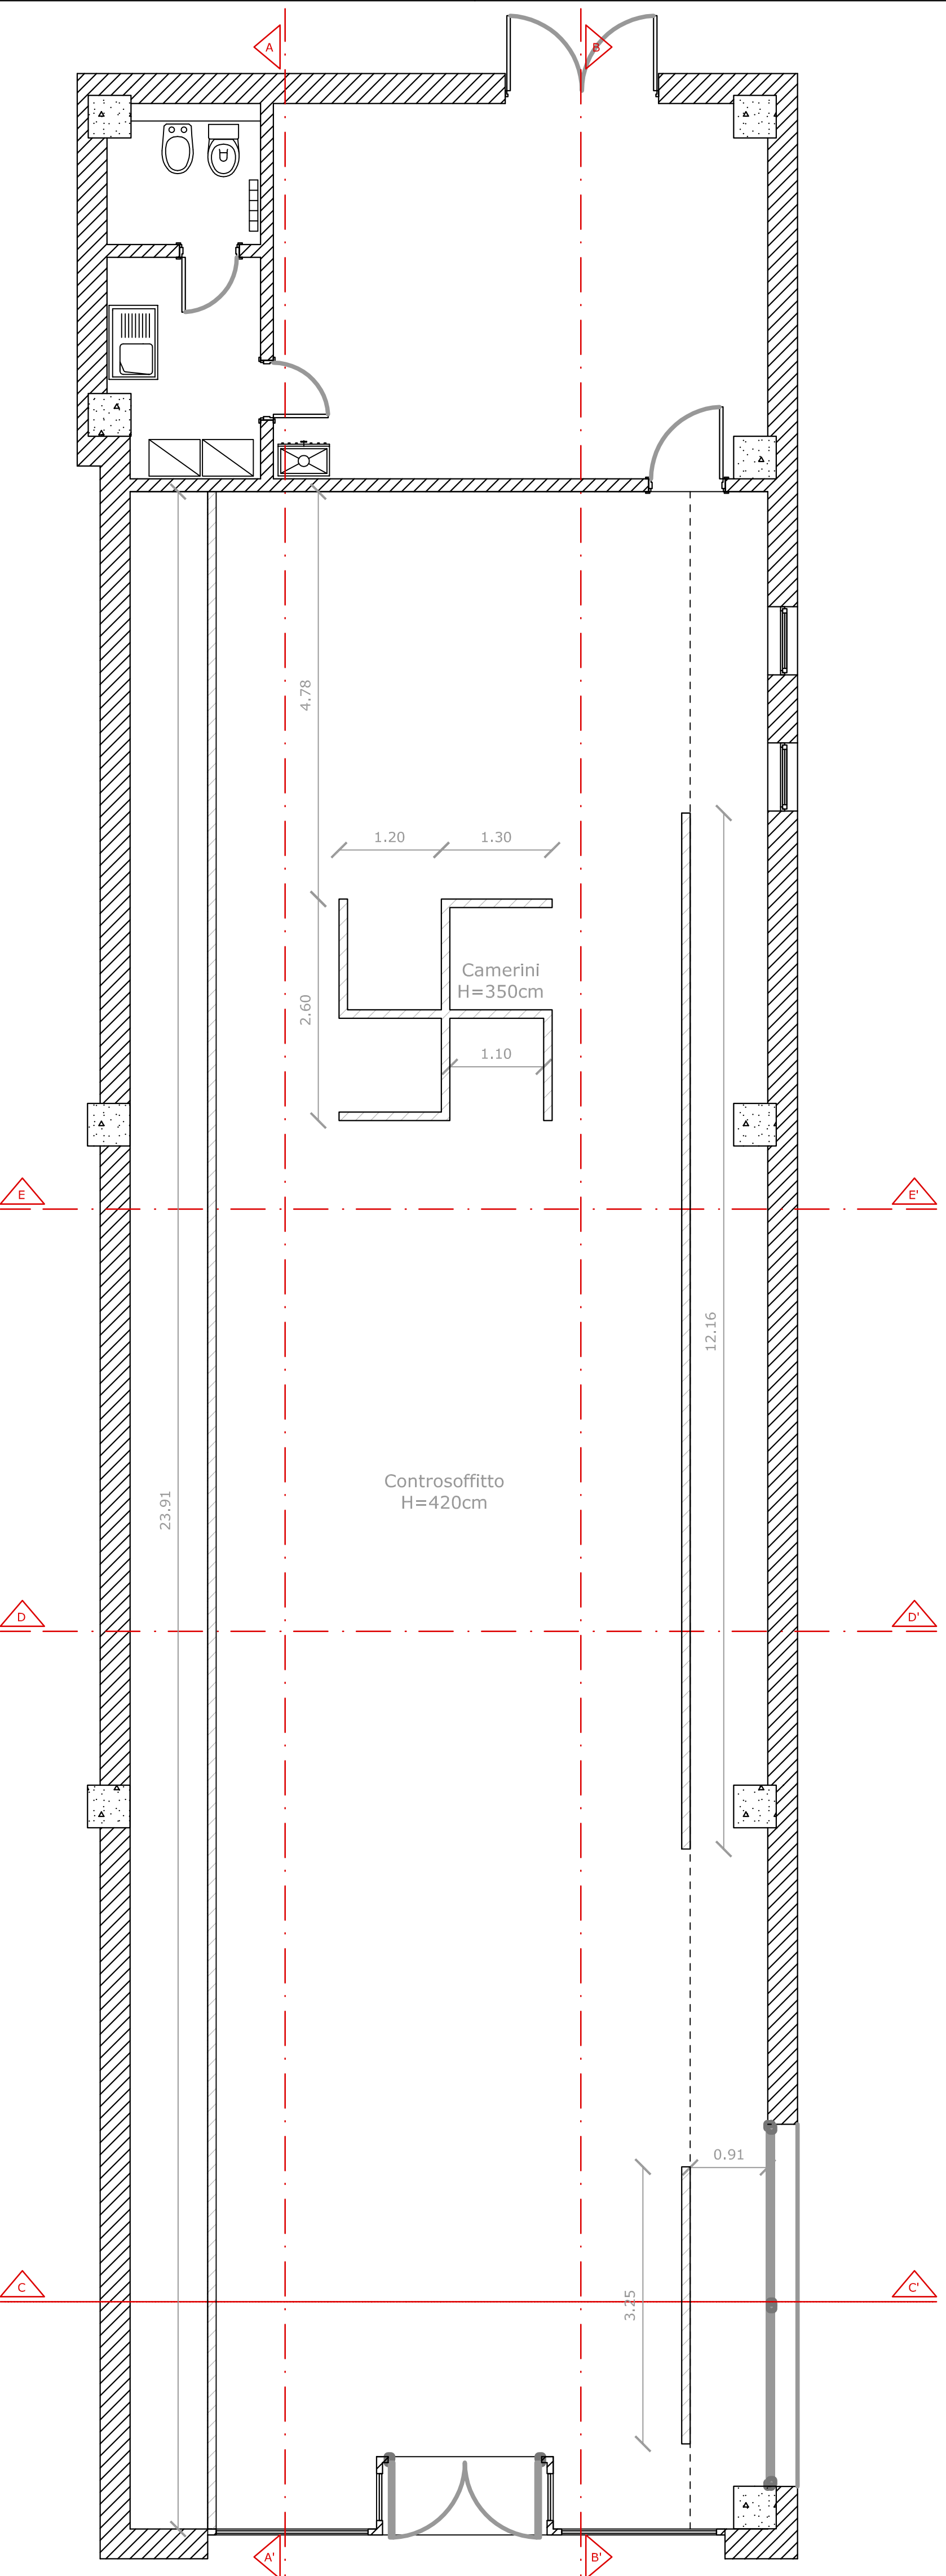 A
B
4.78
1.20
1.30
Camerini
H=350cm
2.60
1.10
E
E'
12.16
Controsoffitto
H=420cm
23.91
D
D'
0.91
C
C'
3.25
A'
B'